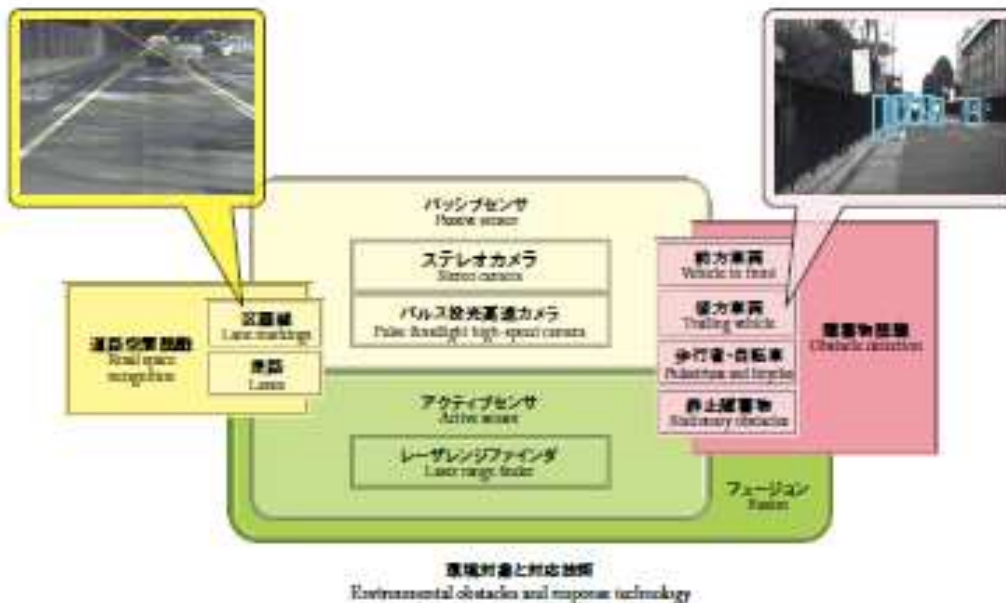 パッシブセンサ
Passive sensor
ステレオカメラ
Stereo camera
パルス投光高速カメラ
Pulse floodlight high-speed camera
前方車両
Vehicle in front
後方車両
Trailing vehicle
歩行者・自転車
Pedestrians and bicycles
静止障害物
Stationary obstacles
障害物認識
Obstacle
道路空間認識
Road space
recognition
区画線
Lane markings
車路
Lanes
アクティブセンサ
Active sensor
レーザレンジファインダ
Laser range finder
フュージョン
Fusion
環境対象と対応技術
Environmental obstacles and response technology